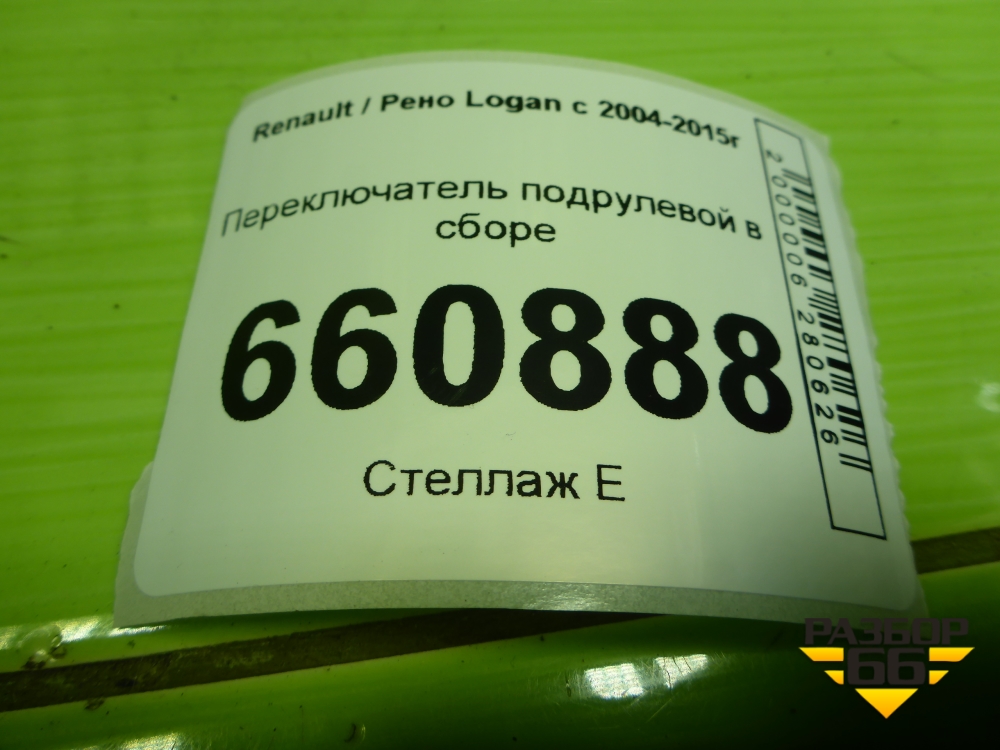 Renault / Рено Logan с 2004-2015г
Переключатель подрулевой в
сборе
660888
Стеллаж Е
2000006280626
РАЗБОР
66